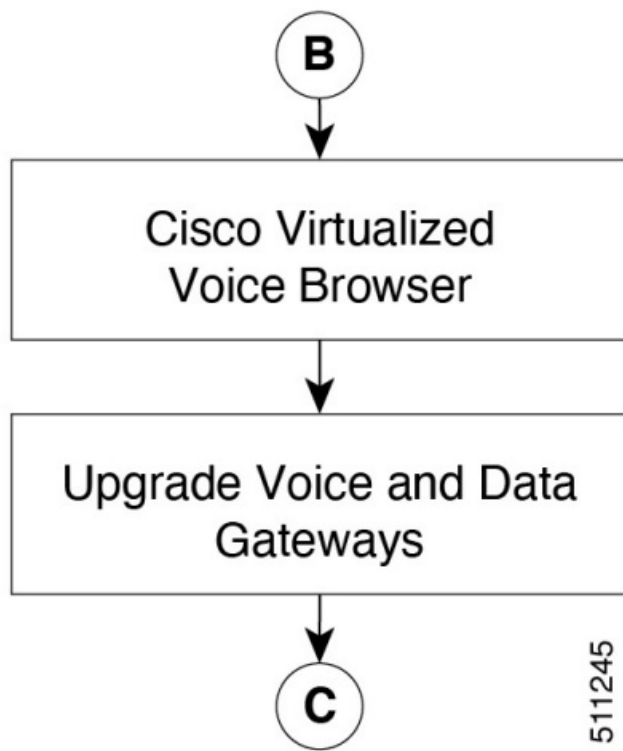 B
Cisco Virtualized
Voice Browser
Upgrade Voice and Data
Gateways
C
511245